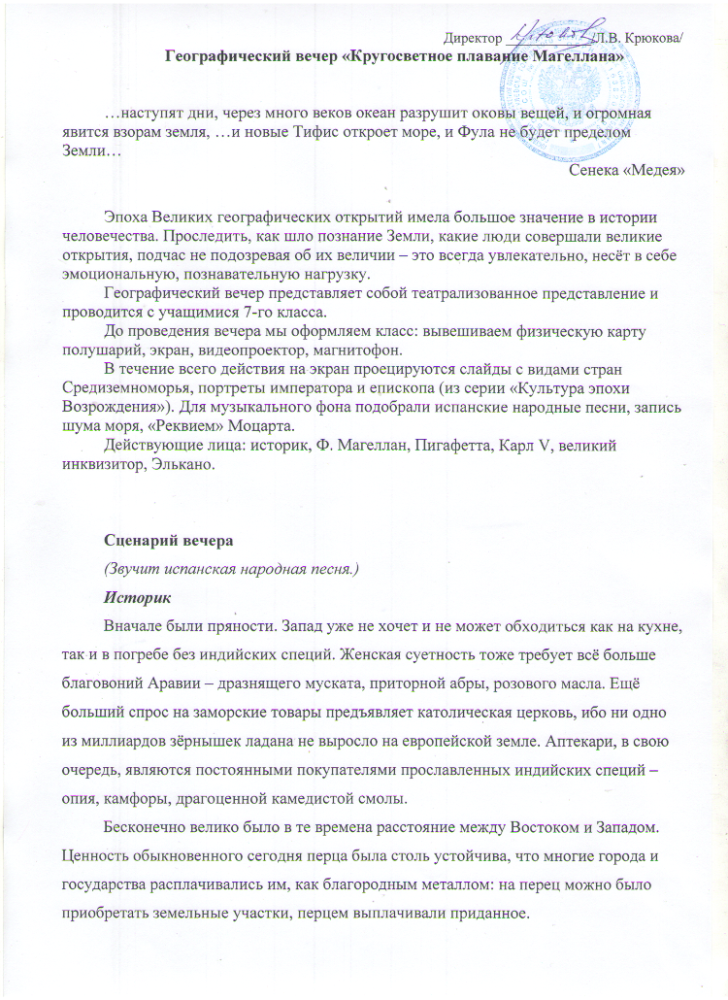 Директор /Л.В. Крюкова/
Географический вечер «Кругосветное плавание Магеллана»
…наступят дни, через много веков океан разрушит оковы вещей, и огромная
явится взорам земля, …и новые Тифис откроет море, и Фула не будет пределом
Земли…
Сенека «Медея»
Эпоха Великих географических открытий имела большое значение в истории
человечества. Проследить, как шло познание Земли, какие люди совершали великие
открытия, подчас не подозревая об их величии – это всегда увлекательно, несёт в себе
эмоциональную, познавательную нагрузку.
Географический вечер представляет собой театрализованное представление и
проводится с учащимися 7-го класса.
До проведения вечера мы оформляем класс: вывешиваем физическую карту
полушарий, экран, видеопроектор, магнитофон.
В течение всего действия на экран проецируются слайды с видами стран
Средиземноморья, портреты императора и епископа (из серии «Культура эпохи
Возрождения»). Для музыкального фона подобрали испанские народные песни, запись
шума моря, «Реквием» Моцарта.
Действующие лица: историк, Ф. Магеллан, Пигафетта, Карл V, великий
инквизитор, Элькано.
Сценарий вечера
(Звучит испанская народная песня.)
Историк
Вначале были пряности. Запад уже не хочет и не может обходиться как на кухне,
так и в погребе без индийских специй. Женская суетность тоже требует всё больше
благовоний Аравии – дразнящего муската, приторной абры, розового масла. Ещё
больший спрос на заморские товары предъявляет католическая церковь, ибо ни одно
из миллиардов зёрнышек ладана не выросло на европейской земле. Аптекари, в свою
очередь, являются постоянными покупателями прославленных индийских специй –
опия, камфоры, драгоценной камедистой смолы.
Бесконечно велико было в те времена расстояние между Востоком и Западом.
Ценность обыкновенного сегодня перца была столь устойчива, что многие города и
государства расплачивались им, как благородным металлом: на перец можно было
приобретать земельные участки, перцем выплачивали приданное.